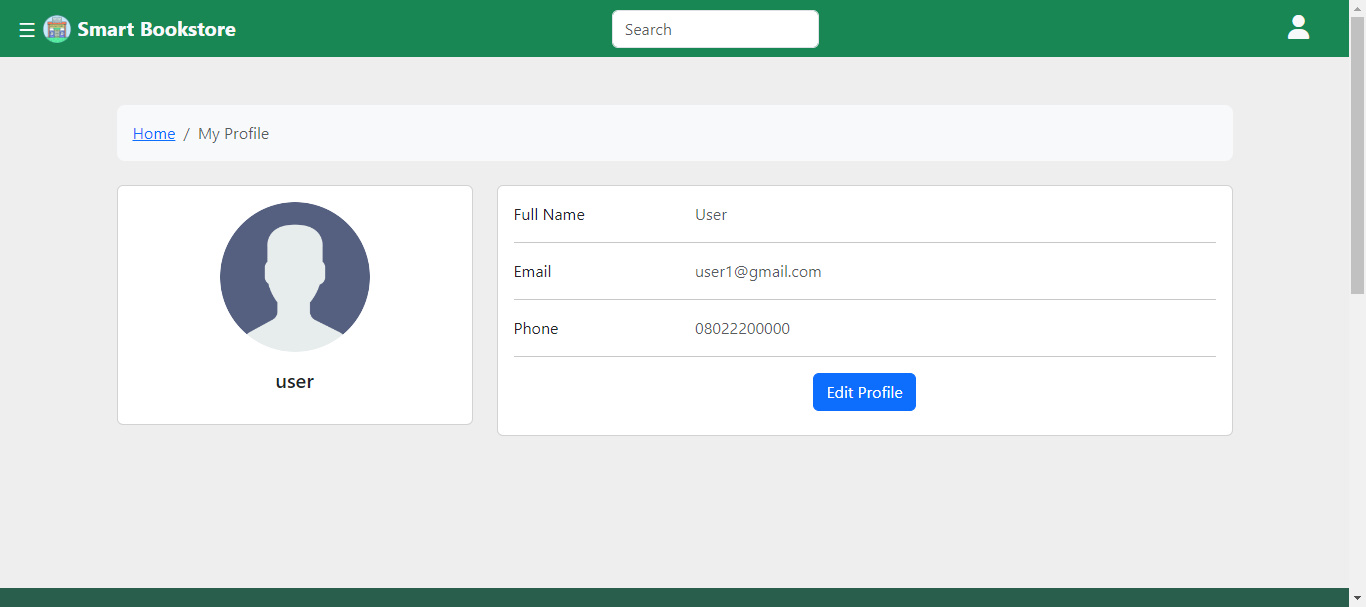 ☰ Smart Bookstore Search
Home / My Profile
user
Full Name User
Email user1@gmail.com
Phone 08022200000
Edit Profile